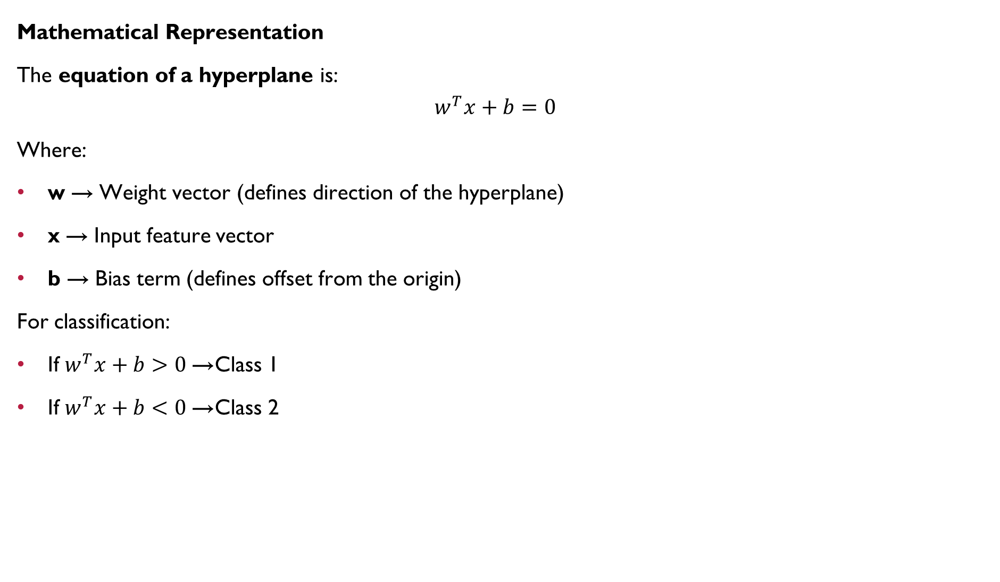 Mathematical Representation
The equation of a hyperplane is:
$w^T x + b = 0$
Where:
• w → Weight vector (defines direction of the hyperplane)
• x → Input feature vector
• b → Bias term (defines offset from the origin)
For classification:
• If $w^T x + b > 0$ →Class 1
• If $w^T x + b < 0$ →Class 2